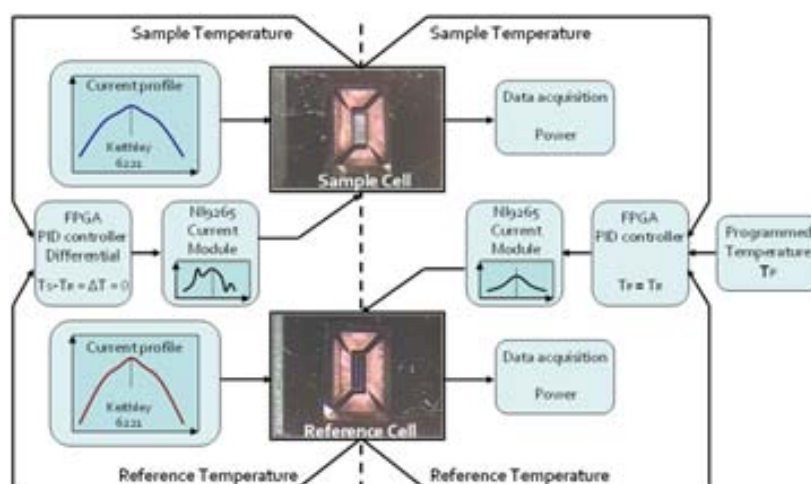 Sample Temperature
Sample Temperature
Current profile
Keithley
6221
Sample Cell
Data acquisition
Power
FPGA
PID controller
Differential
Ts-TR = ΔT = 0
NI9265
Current
Module
NI9265
Current
Module
FPGA
PID controller
TP = TR
Programmed
Temperature
TP
Current profile
Keithley
6221
Reference Cell
Data acquisition
Power
Reference Temperature
Reference Temperature